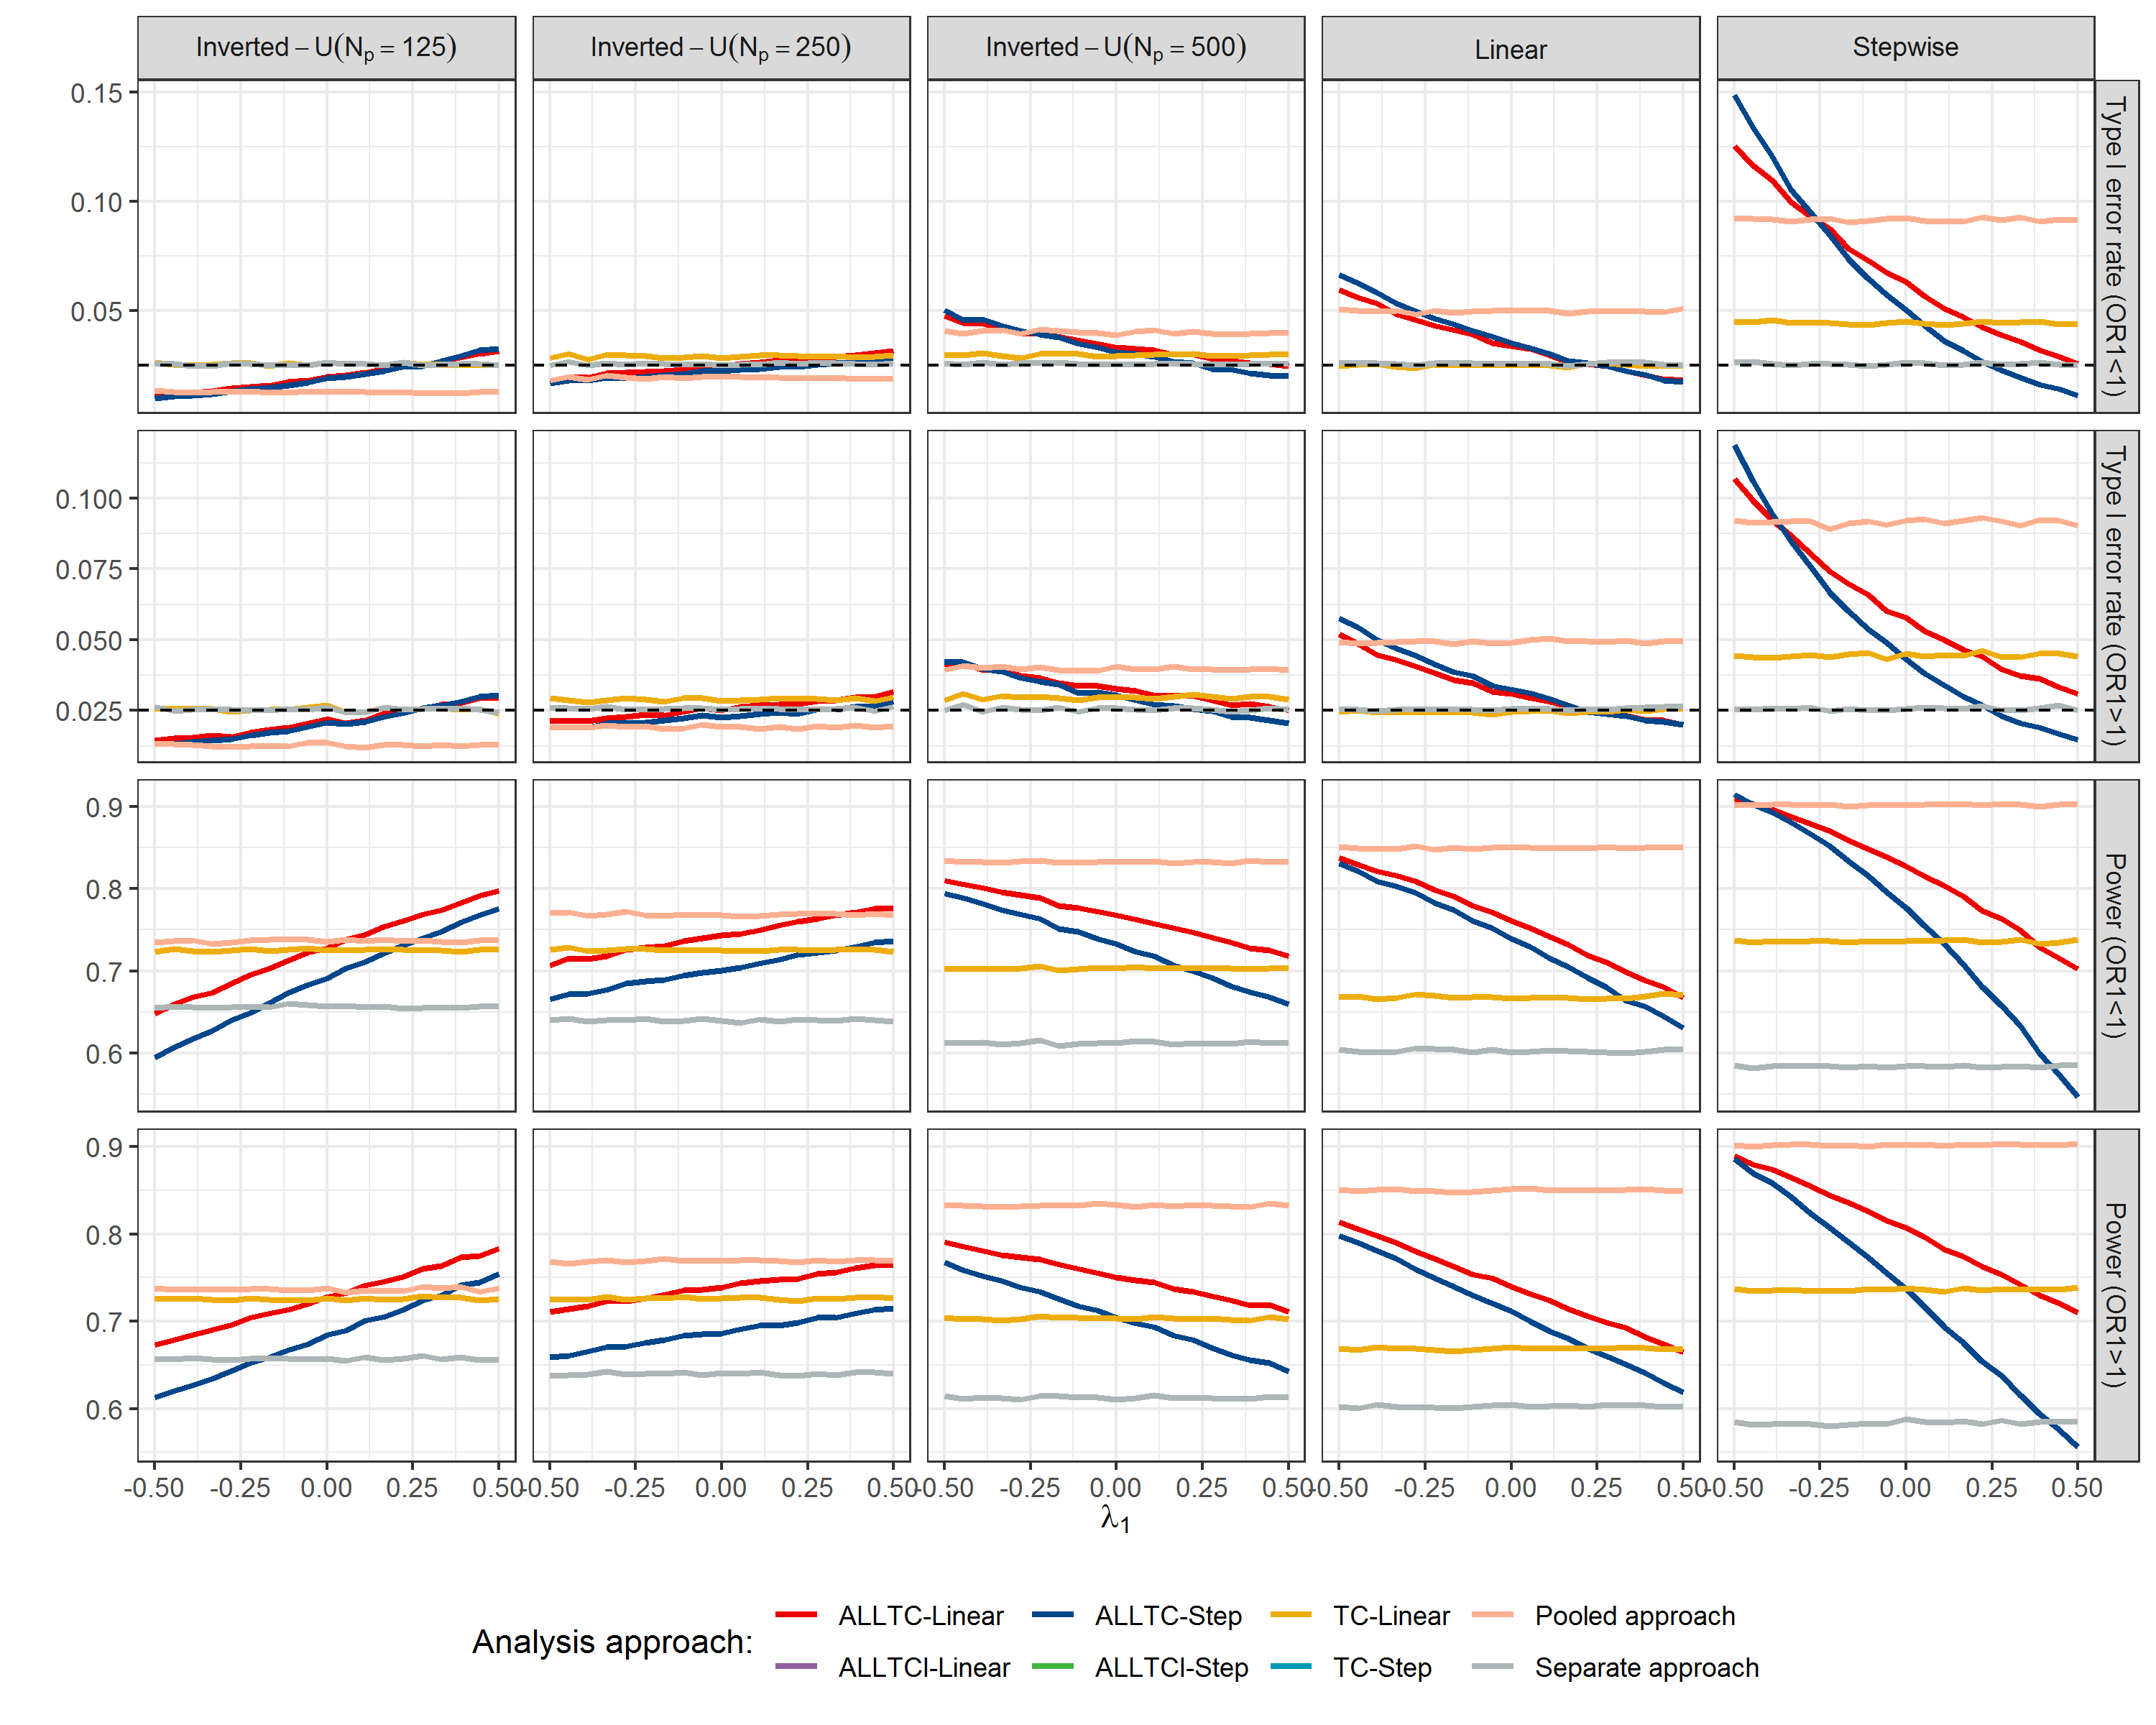 Inverted – U(Np = 125) Inverted – U(Np = 250) Inverted – U(Np = 500) Linear Stepwise
0.15
0.10
0.05
Type I error rate (OR1<1)
0.100
0.075
0.050
0.025
Type I error rate (OR1>1)
0.9
0.8
0.7
0.6
Power (OR1<1)
0.9
0.8
0.7
0.6
Power (OR1>1)
-0.50 -0.25 0.00 0.25 0.50 -0.50 -0.25 0.00 0.25 0.50 -0.50 -0.25 0.00 0.25 0.50 -0.50 -0.25 0.00 0.25 0.50 -0.50 -0.25 0.00 0.25 0.50
λ1
Analysis approach:
ALLTC-Linear ALLTC-Step TC-Linear Pooled approach
ALLTCI-Linear ALLTCI-Step TC-Step Separate approach